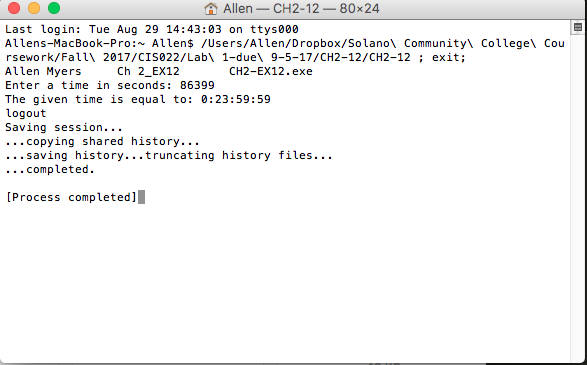 Allen — CH2-12 — 80×24
Last login: Tue Aug 29 14:43:03 on ttys000
Allens-MacBook-Pro:~ Allen$ /Users/Allen/Dropbox/Solano\ Community\ College\ Cou
rsework/Fall\ 2017/CIS022/Lab\ 1-due\ 9-5-17/CH2-12/CH2-12 ; exit;
Allen Myers     Ch 2_EX12       CH2-EX12.exe
Enter a time in seconds: 86399
The given time is equal to: 0:23:59:59
logout
Saving session...
...copying shared history...
...saving history...truncating history files...
...completed.
[Process completed]